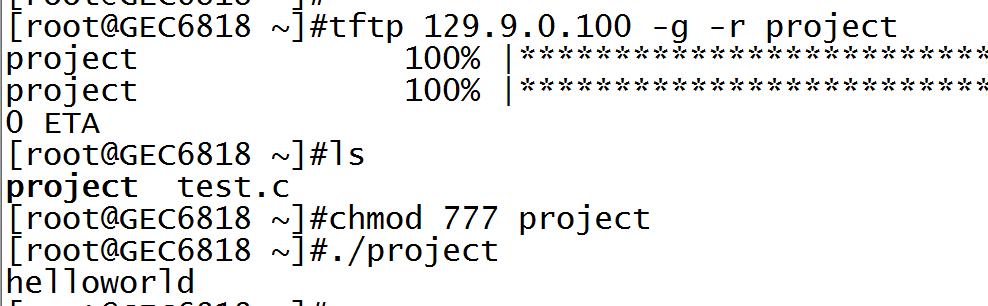 [root@GEC6818 ~]#
[root@GEC6818 ~]#tftp 129.9.0.100 -g -r project
project 100% |*************************
project 100% |*************************
0 ETA
[root@GEC6818 ~]#ls
project test.c
[root@GEC6818 ~]#chmod 777 project
[root@GEC6818 ~]#./project
helloworld
[root@GEC6818 ~]#